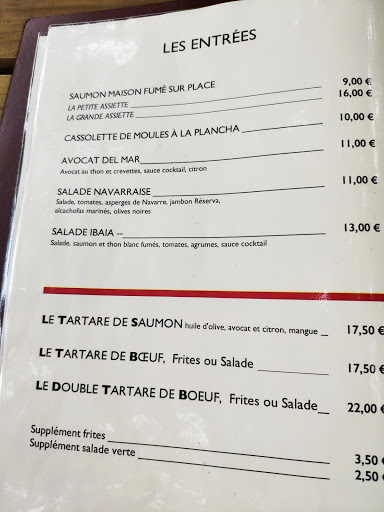 LES ENTRÉES
SAUMON MAISON FUMÉ SUR PLACE
LA PETITE ASSIETTE 9,00 €
LA GRANDE ASSIETTE 16,00 €
CASSOLETTE DE MOULES À LA PLANCHA 10,00 €
AVOCAT DEL MAR 11,00 €
Avocat au thon et crevettes, sauce cocktail, citron
SALADE NAVARRAISE 11,00 €
Salade, tomates, asperges de Navarre, jambon Réserva,
alcachofas marinés, olives noires
SALADE IBAIA -- 13,00 €
Salade, saumon et thon blanc fumés, tomates, agrumes, sauce cocktail
LE TARTARE DE SAUMON huile d'olive, avocat et citron, mangue 17,50 €
LE TARTARE DE BŒUF, Frites ou Salade 17,50 €
LE DOUBLE TARTARE DE BOEUF, Frites ou Salade 22,00 €
Supplément frites 3,50 €
Supplément salade verte 2,50 €